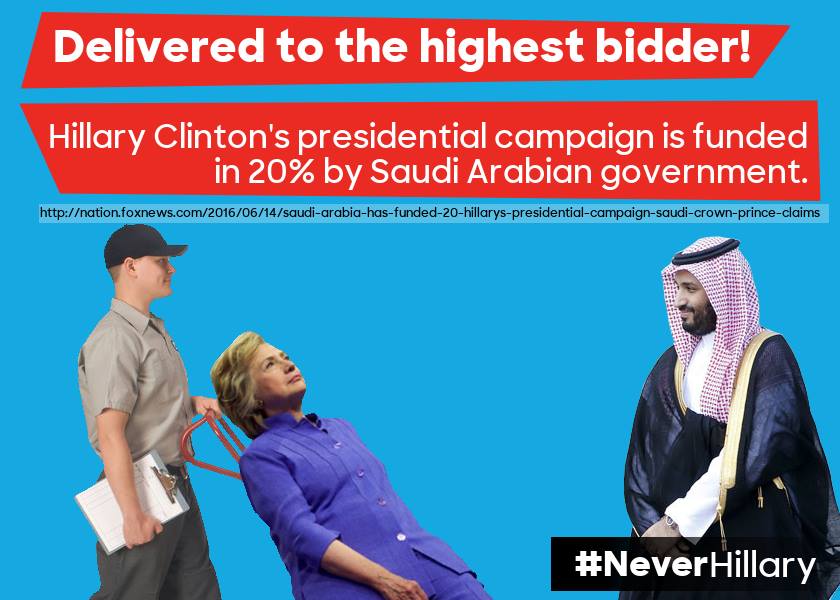 Delivered to the highest bidder!
Hillary Clinton's presidential campaign is funded
in 20% by Saudi Arabian government.
http://nation.foxnews.com/2016/06/14/saudi-arabia-has-funded-20-hillarys-presidential-campaign-saudi-crown-prince-claims
#NeverHillary